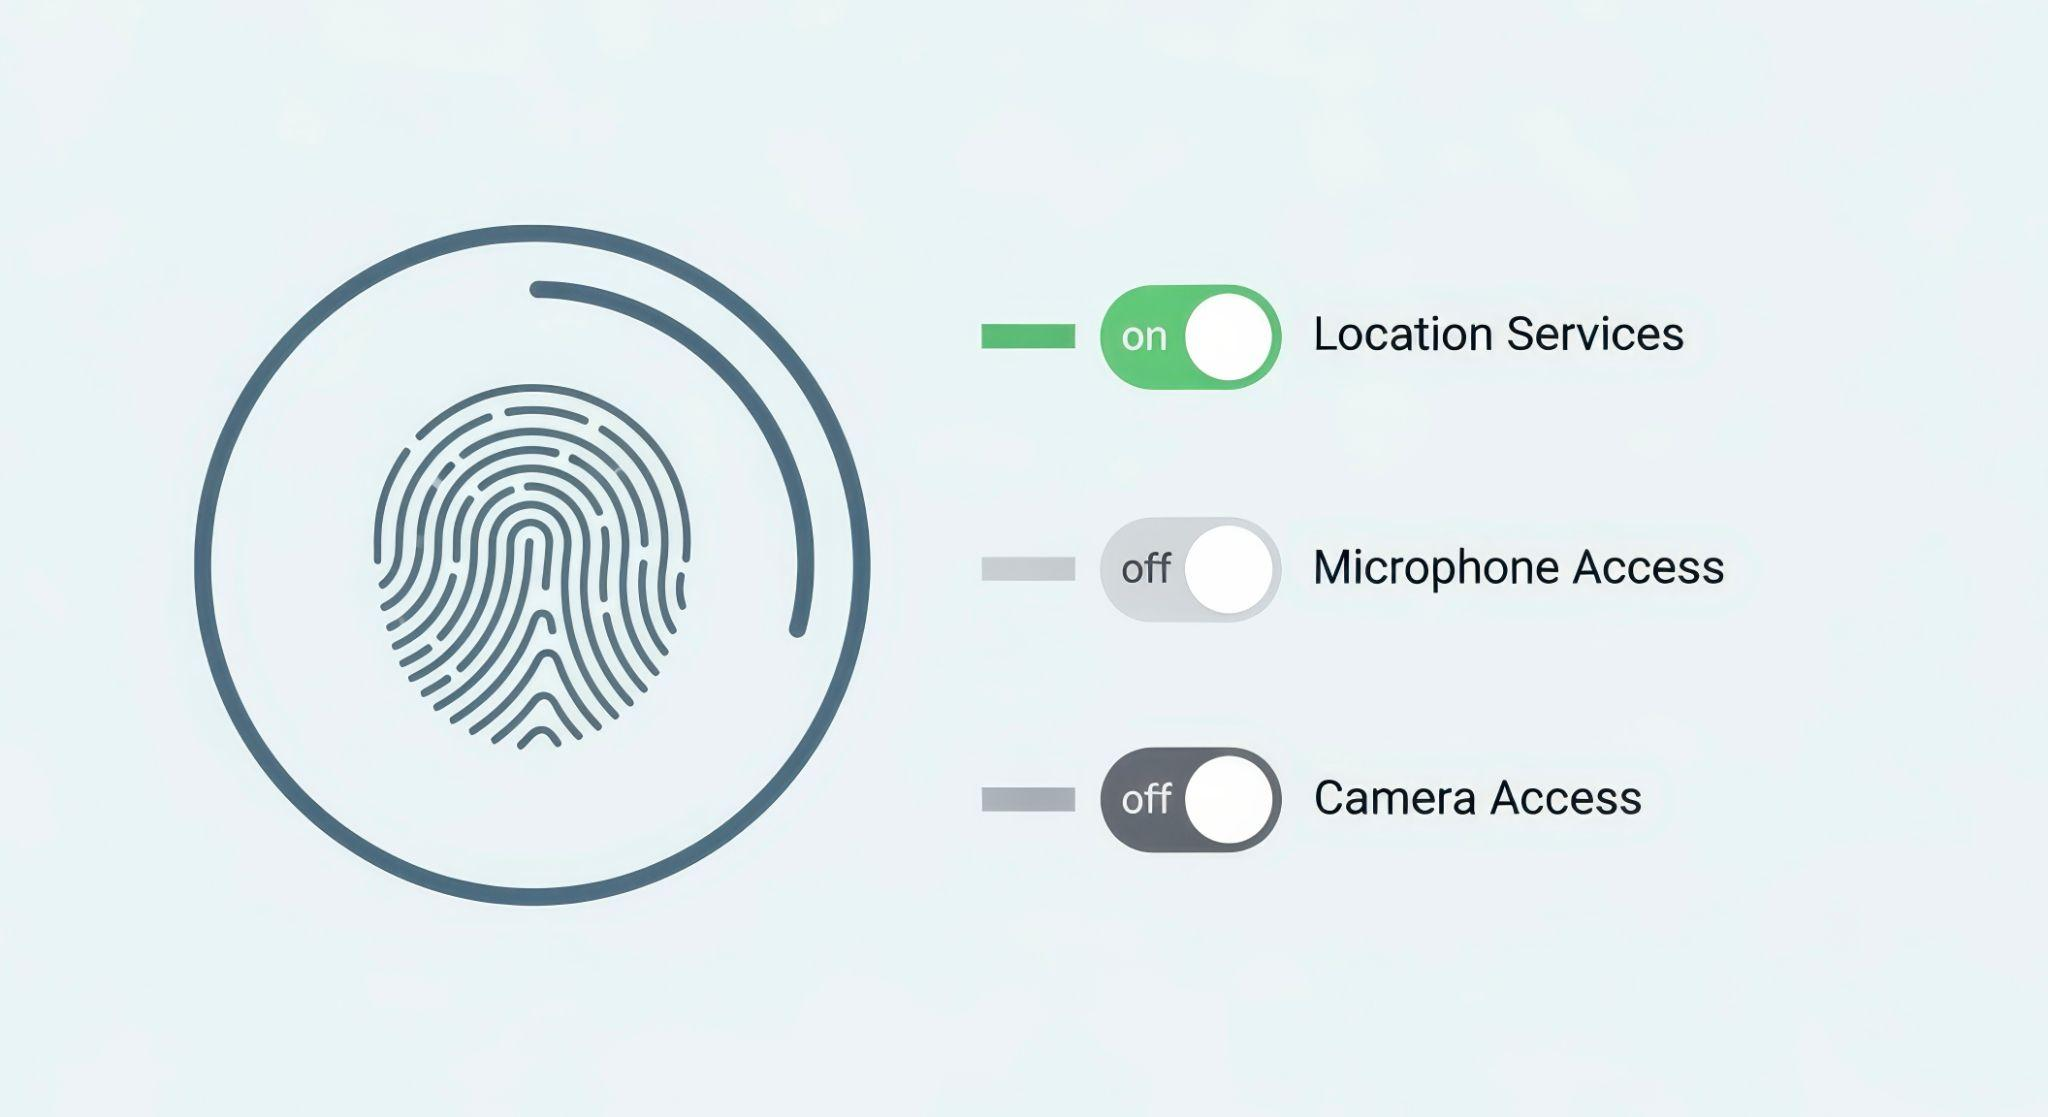 on Location Services
off Microphone Access
off Camera Access